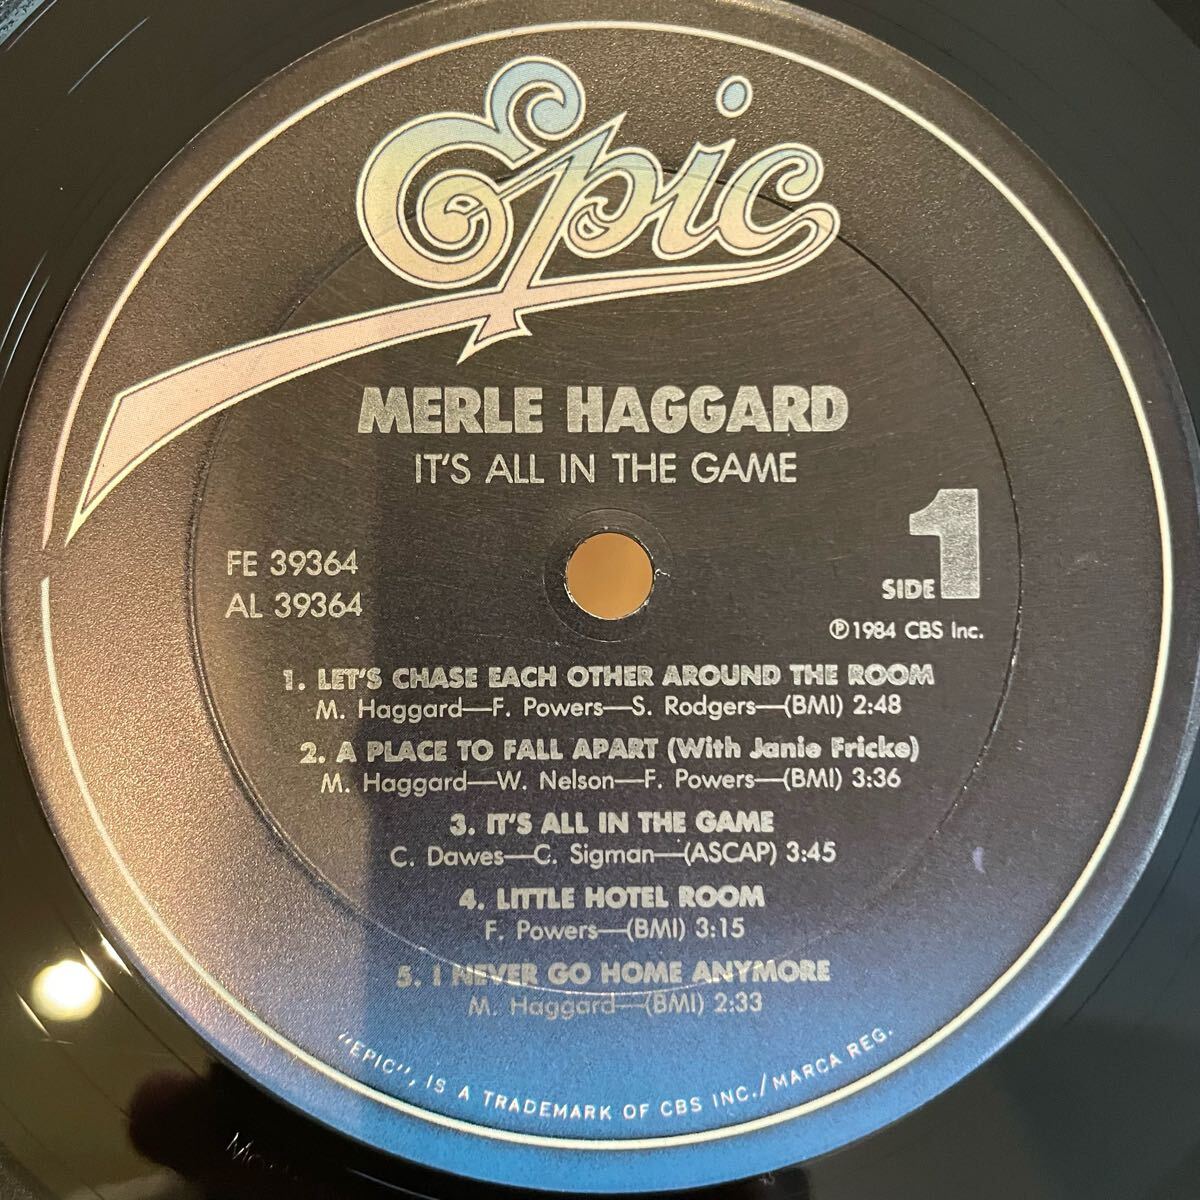 Epic
MERLE HAGGARD
IT'S ALL IN THE GAME
FE 39364
AL 39364
SIDE 1
℗ 1984 CBS Inc.
1. LET'S CHASE EACH OTHER AROUND THE ROOM
M. Haggard—F. Powers—S. Rodgers—(BMI) 2:48
2. A PLACE TO FALL APART (With Janie Fricke)
M. Haggard—W. Nelson—F. Powers—(BMI) 3:36
3. IT'S ALL IN THE GAME
C. Dawes—C. Sigman—(ASCAP) 3:45
4. LITTLE HOTEL ROOM
F. Powers—(BMI) 3:15
5. I NEVER GO HOME ANYMORE
M. Haggard—(BMI) 2:33
"EPIC", IS A TRADEMARK OF CBS INC./MARCA REG.